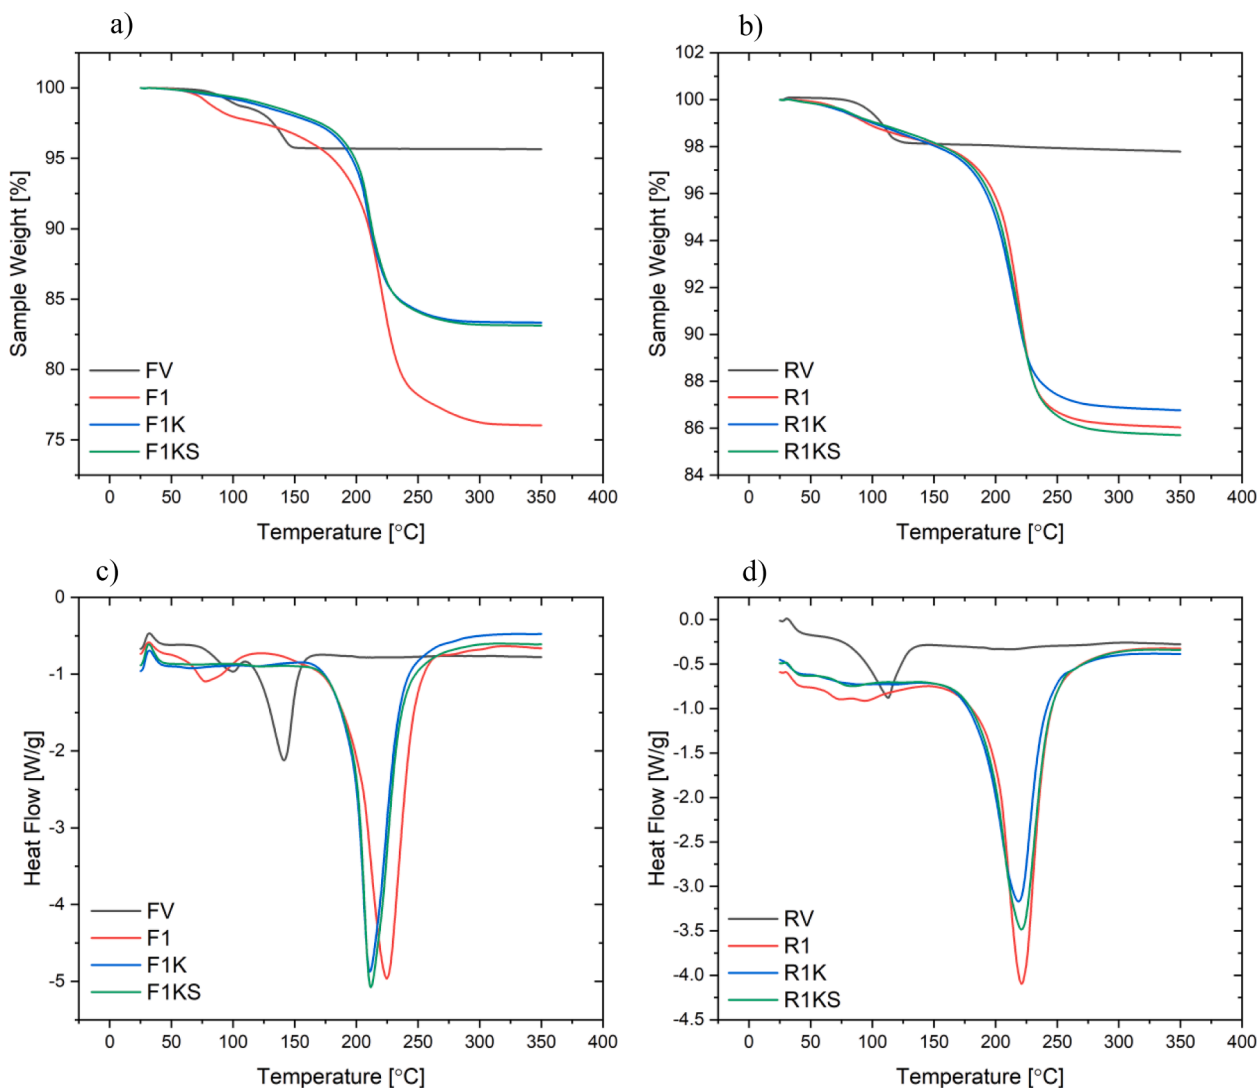 a)
100
95
90
85
80
75
Sample Weight [%]
FV
F1
F1K
F1KS
0 50 100 150 200 250 300 350 400
Temperature [°C]
b)
102
100
98
96
94
92
90
88
86
84
Sample Weight [%]
RV
R1
R1K
R1KS
0 50 100 150 200 250 300 350 400
Temperature [°C]
c)
0
-1
-2
-3
-4
-5
Heat Flow [W/g]
FV
F1
F1K
F1KS
0 50 100 150 200 250 300 350 400
Temperature [°C]
d)
0.0
-0.5
-1.0
-1.5
-2.0
-2.5
-3.0
-3.5
-4.0
-4.5
Heat Flow [W/g]
RV
R1
R1K
R1KS
0 50 100 150 200 250 300 350 400
Temperature [°C]